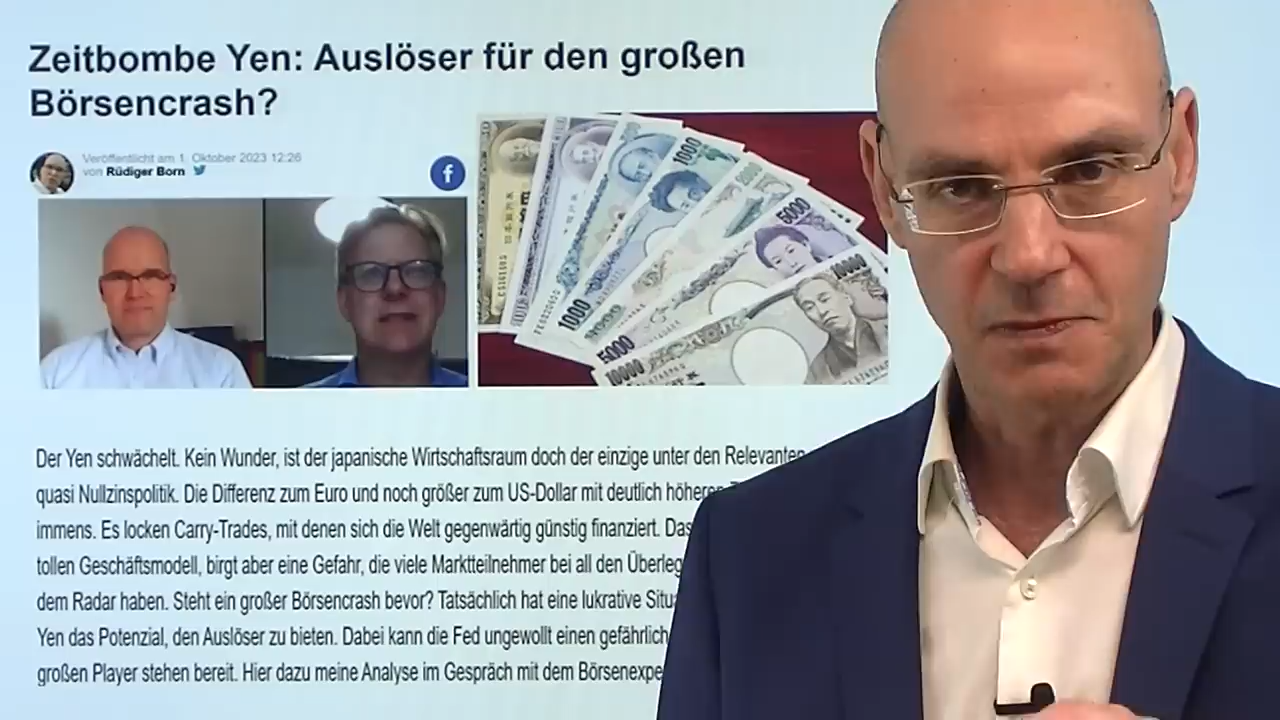 Zeitbombe Yen: Auslöser für den großen
Börsencrash?
Veröffentlicht am 1. Oktober 2023 12:26
von Rüdiger Born
f
1000
5000
1000
10000
5000
10000
Der Yen schwächelt. Kein Wunder, ist der japanische Wirtschaftsraum doch der einzige unter den Relevanten
quasi Nullzinspolitik. Die Differenz zum Euro und noch größer zum US-Dollar mit deutlich höheren
immens. Es locken Carry-Trades, mit denen sich die Welt gegenwärtig günstig finanziert. Das
tollen Geschäftsmodell, birgt aber eine Gefahr, die viele Marktteilnehmer bei all den Überleg
dem Radar haben. Steht ein großer Börsencrash bevor? Tatsächlich hat eine lukrative Situ
Yen das Potenzial, den Auslöser zu bieten. Dabei kann die Fed ungewollt einen gefährlich
großen Player stehen bereit. Hier dazu meine Analyse im Gespräch mit dem Börsenexpe